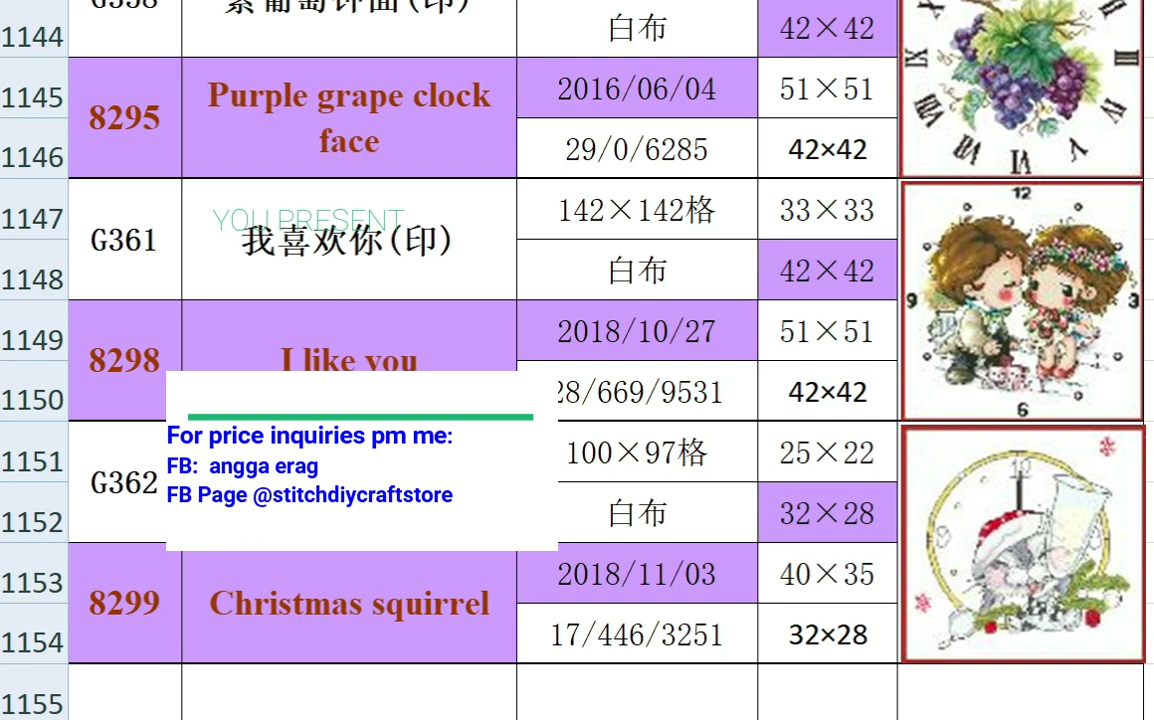 1144
白布
42×42
1145
8295
Purple grape clock
face
2016/06/04
51×51
1146
29/0/6285
42×42
1147
G361
YOU PRESENT
我喜欢你(印)
142×142格
33×33
1148
白布
42×42
1149
8298
I like you
2018/10/27
51×51
1150
28/669/9531
42×42
1151
G362
For price inquiries pm me:
FB: angga erag
FB Page @stitchdiycraftstore
100×97格
25×22
1152
白布
32×28
1153
8299
Christmas squirrel
2018/11/03
40×35
1154
17/446/3251
32×28
1155
12
3
6
9